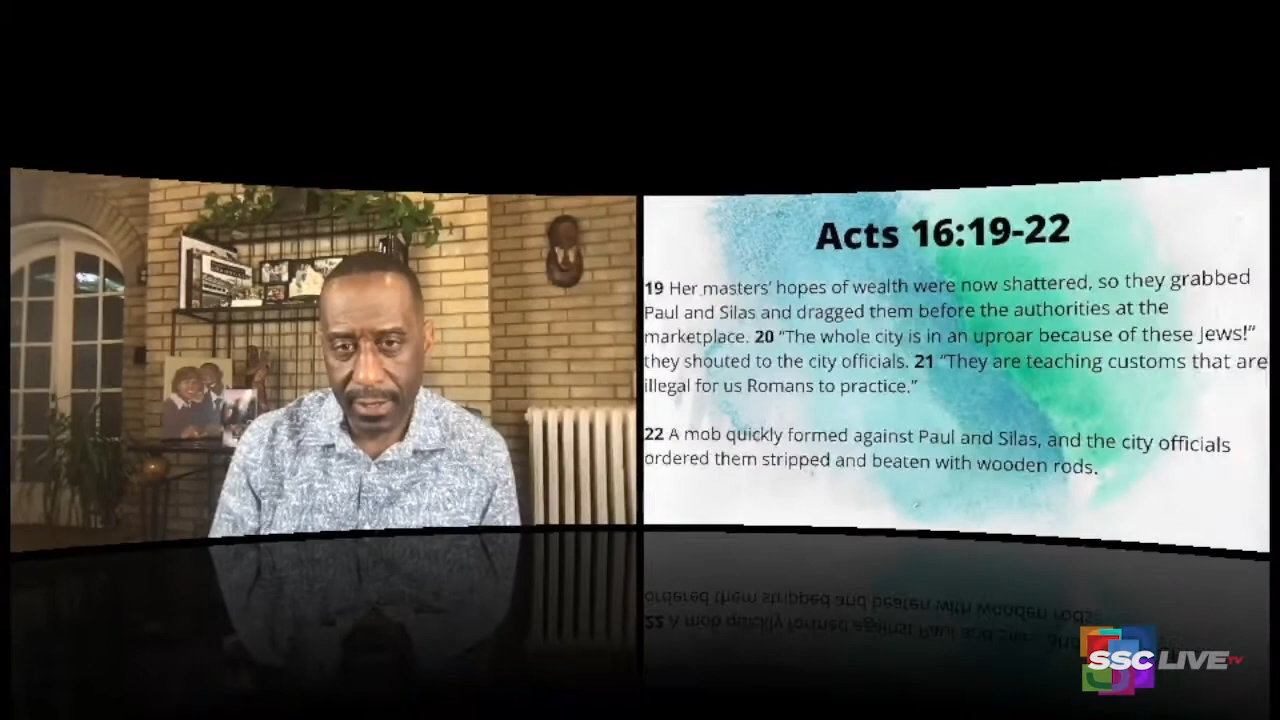 Acts 16:19-22
19 Her masters' hopes of wealth were now shattered, so they grabbed
Paul and Silas and dragged them before the authorities at the
marketplace. 20 “The whole city is in an uproar because of these Jews!”
they shouted to the city officials. 21 “They are teaching customs that are
illegal for us Romans to practice.”
22 A mob quickly formed against Paul and Silas, and the city officials
ordered them stripped and beaten with wooden rods.
SSC LIVE TV